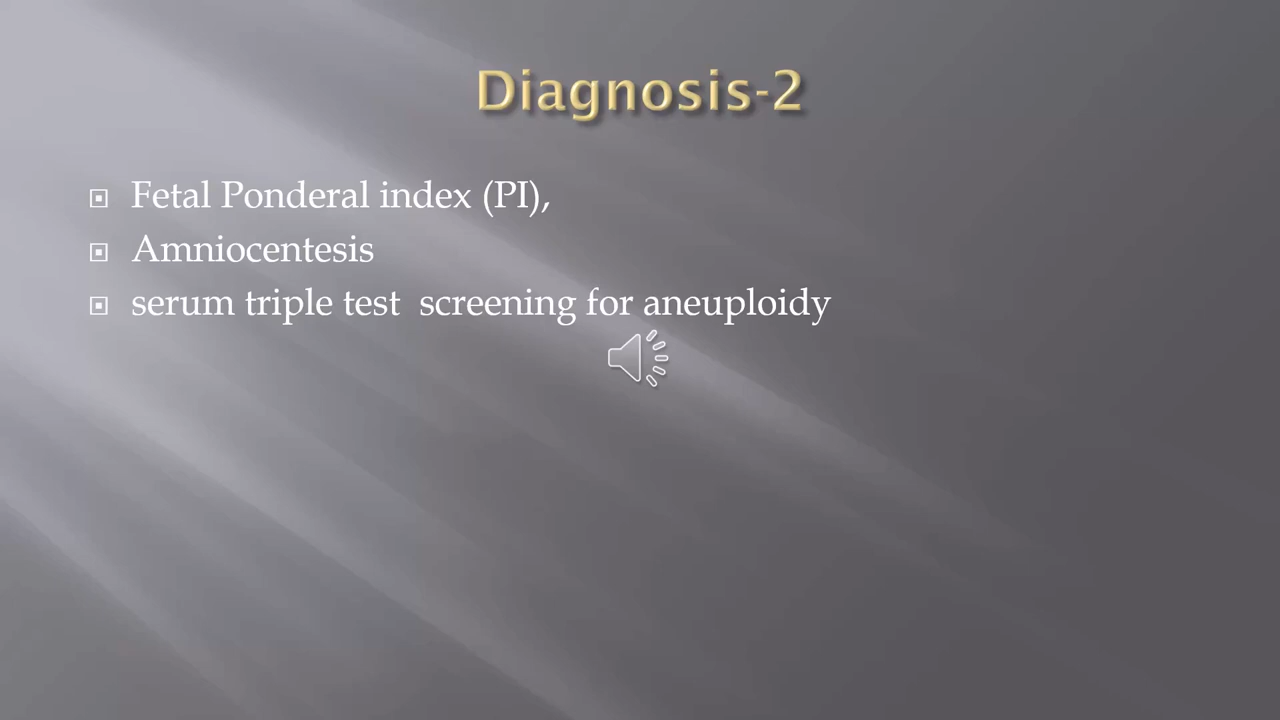 Diagnosis-2
Fetal Ponderal index (PI),
Amniocentesis
serum triple test  screening for aneuploidy